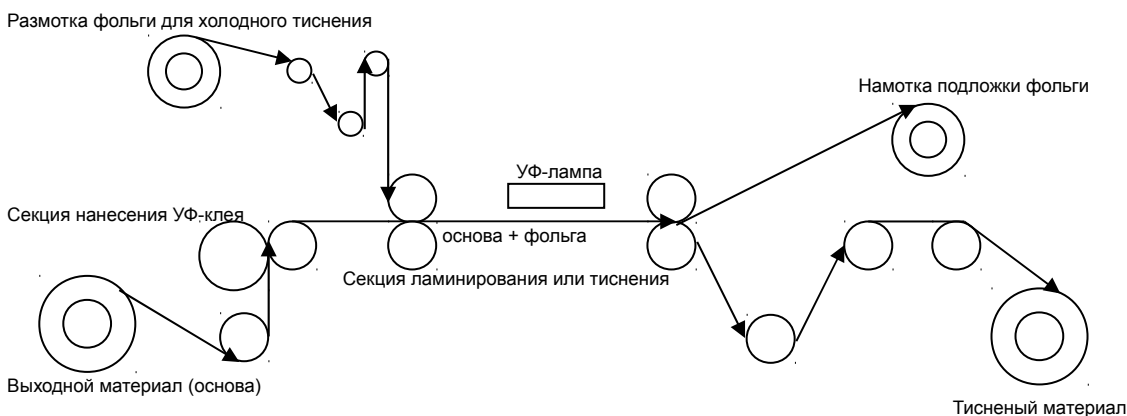 Размотка фольги для холодного тиснения
Намотка подложки фольги
УФ-лампа
Секция нанесения УФ-клея
основа + фольга
Секция ламинирования или тиснения
Выходной материал (основа)
Тисненый материал